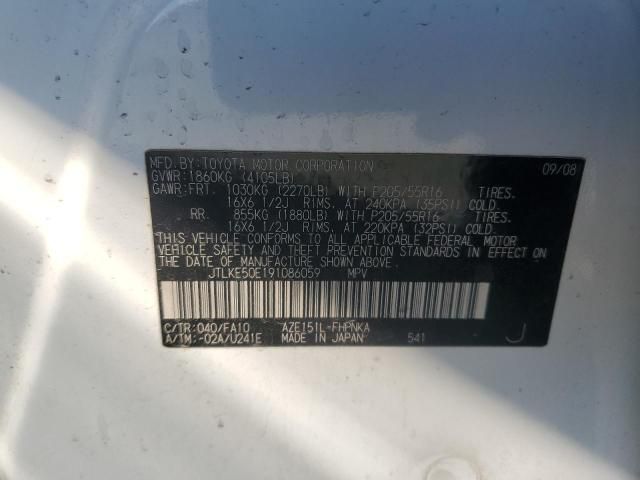 MFD. BY: TOYOTA MOTOR CORPORATION 09/08
GVWR: 1860KG (4105LB)
GAWR: FRT. 1030KG (2270LB) WITH P205/55R16 TIRES.
16X6 1/2J RIMS, AT 240KPA (35PSI) COLD.
RR. 855KG (1880LB) WITH P205/55R16 TIRES.
16X6 1/2J RIMS, AT 220KPA (32PSI) COLD.
THIS VEHICLE CONFORMS TO ALL APPLICABLE FEDERAL MOTOR
VEHICLE SAFETY AND THEFT PREVENTION STANDARDS IN EFFECT ON
THE DATE OF MANUFACTURE SHOWN ABOVE.
JTLKE50E191086059 MPV
C/TR: 040/FA10 AZE151L-FHPNKA
A/TM: -02A/U241E MADE IN JAPAN 541 J